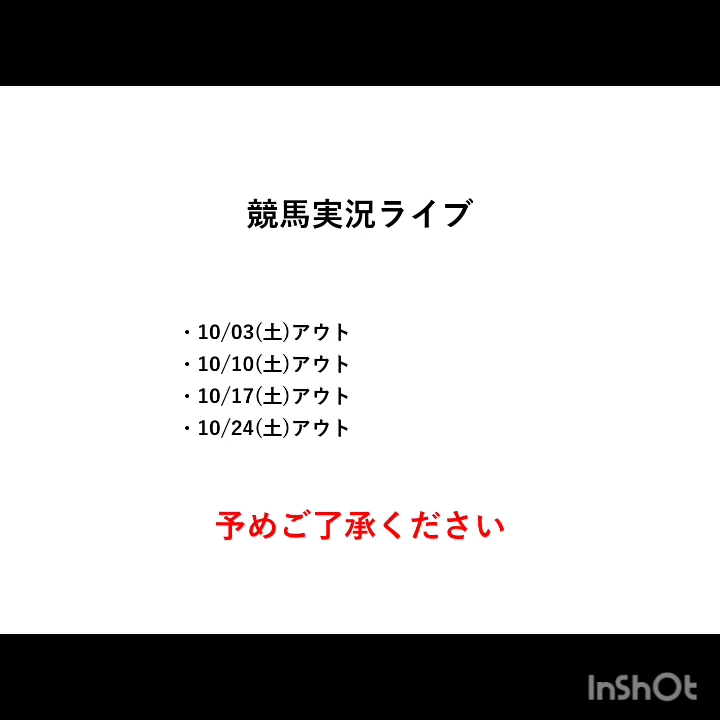 競馬実況ライブ
・10/03(土)アウト
・10/10(土)アウト
・10/17(土)アウト
・10/24(土)アウト
予めご了承ください
InShOt